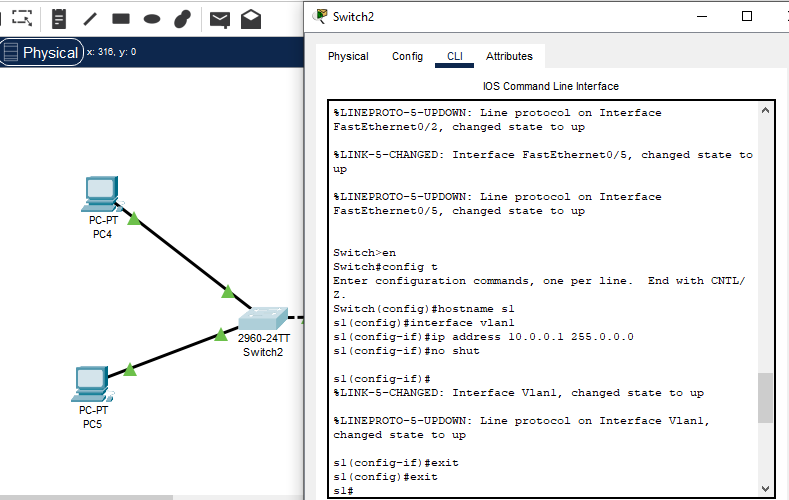 Switch2
Physical x: 316, y: 0
Physical Config CLI Attributes
IOS Command Line Interface
%LINEPROTO-5-UPDOWN: Line protocol on Interface
FastEthernet0/2, changed state to up
%LINK-5-CHANGED: Interface FastEthernet0/5, changed state to
up
%LINEPROTO-5-UPDOWN: Line protocol on Interface
FastEthernet0/5, changed state to up
Switch>en
Switch#config t
Enter configuration commands, one per line.  End with CNTL/
Z.
Switch(config)#hostname s1
s1(config)#interface vlan1
s1(config-if)#ip address 10.0.0.1 255.0.0.0
s1(config-if)#no shut
s1(config-if)#
%LINK-5-CHANGED: Interface Vlan1, changed state to up
%LINEPROTO-5-UPDOWN: Line protocol on Interface Vlan1,
changed state to up
s1(config-if)#exit
s1(config)#exit
s1#
PC-PT
PC4
2960-24TT
Switch2
PC-PT
PC5